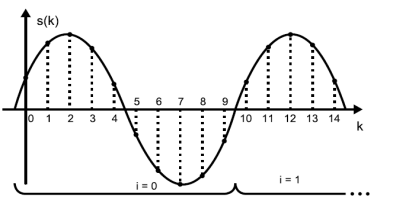 s(k)
5 6 7 8 9
0 1 2 3 4 10 11 12 13 14
k
i = 0 i = 1